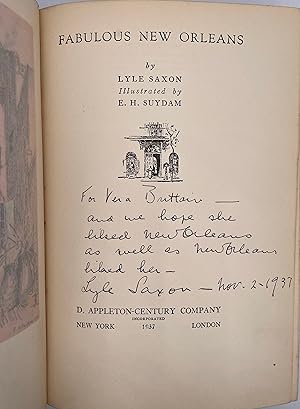 FABULOUS NEW ORLEANS
by
LYLE SAXON
Illustrated by
E. H. SUYDAM
For Vera Brittain —
and we hope she
liked New Orleans
as well as New Orleans
liked her —
Lyle Saxon — Nov. 2 - 1937
D. APPLETON-CENTURY COMPANY
INCORPORATED
NEW YORK 1937 LONDON